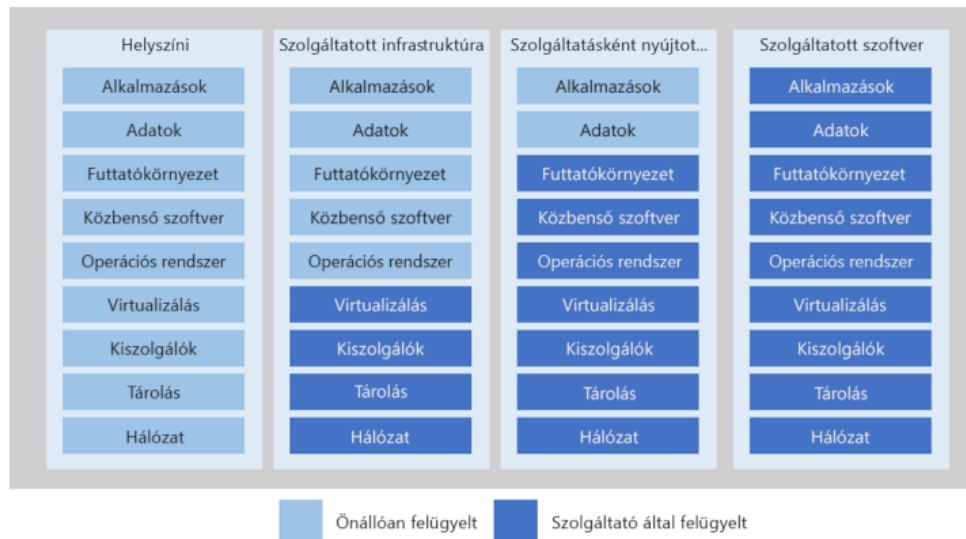 Helyszíni
Alkalmazások
Adatok
Futtatókörnyezet
Közbenső szoftver
Operációs rendszer
Virtualizálás
Kiszolgálók
Tárolás
Hálózat
Szolgáltatott infrastruktúra
Alkalmazások
Adatok
Futtatókörnyezet
Közbenső szoftver
Operációs rendszer
Virtualizálás
Kiszolgálók
Tárolás
Hálózat
Szolgáltatásként nyújtot...
Alkalmazások
Adatok
Futtatókörnyezet
Közbenső szoftver
Operációs rendszer
Virtualizálás
Kiszolgálók
Tárolás
Hálózat
Szolgáltatott szoftver
Alkalmazások
Adatok
Futtatókörnyezet
Közbenső szoftver
Operációs rendszer
Virtualizálás
Kiszolgálók
Tárolás
Hálózat
Önállóan felügyelt
Szolgáltató által felügyelt